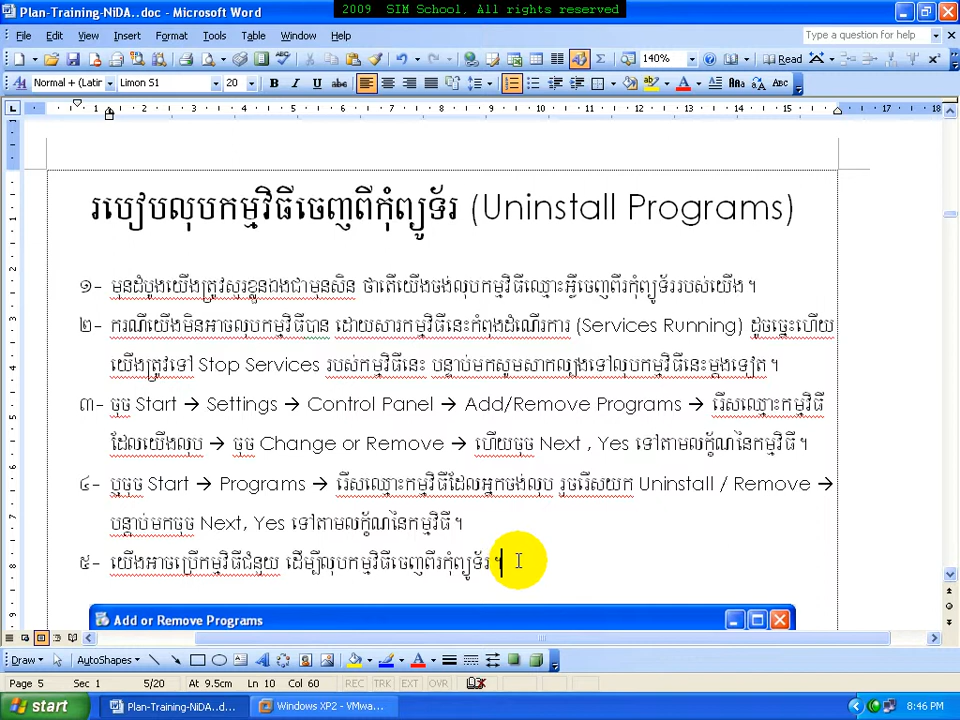 Plan-Training-NiDA..doc - Microsoft Word
2009 SIM School, All rights reserved
File Edit View Insert Format Tools Table Window Help
Type a question for help
140%
Read
Normal + (Latir
Limon S1
20
របៀបលុបកម្មវិធីចេញពីកុំព្យូទ័រ (Uninstall Programs)
១- មុនដំបូងយើងត្រូវសួរខ្លួនឯងជាមុនសិន ថាតើយើងចង់លុបកម្មវិធីឈ្មោះអ្វីចេញពីរកុំព្យូទ័ររបស់យើង។
២- ករណីយើងមិនអាចលុបកម្មវិធីបាន ដោយសារកម្មវិធីនេះកំពុងដំណើរការ (Services Running) ដូចច្នេះហើយ
យើងត្រូវទៅ Stop Services របស់កម្មវិធីនេះ បន្ទាប់មកសូមសាកល្បងទៅលុបកម្មវិធីនេះម្តងទៀត។
៣- ចុច Start → Settings → Control Panel → Add/Remove Programs → រើសឈ្មោះកម្មវិធី
ដែលយើងលុប → ចុច Change or Remove → ហើយចុច Next , Yes ទៅតាមលក្ខ័ណនៃកម្មវិធី។
៤- ឬចុច Start → Programs → រើសឈ្មោះកម្មវិធីដែលអ្នកចង់លុប រួចរើសយក Uninstall / Remove →
បន្តាប់មកចុច Next, Yes ទៅតាមលក្ខ័ណនៃកម្មវិធី។
៥- យើងអាចប្រើកម្មវិធីជំនួយ ដើម្បីលុបកម្មវិធីចេញពីរកុំព្យូទ័រ។
Add or Remove Programs
Draw AutoShapes
Page 5 Sec 1 5/20 At 9.5cm Ln 10 Col 60 REC TRK EXT OVR
start Plan-Training-NiDA..d... Windows XP2 - VMwa... 8:46 PM